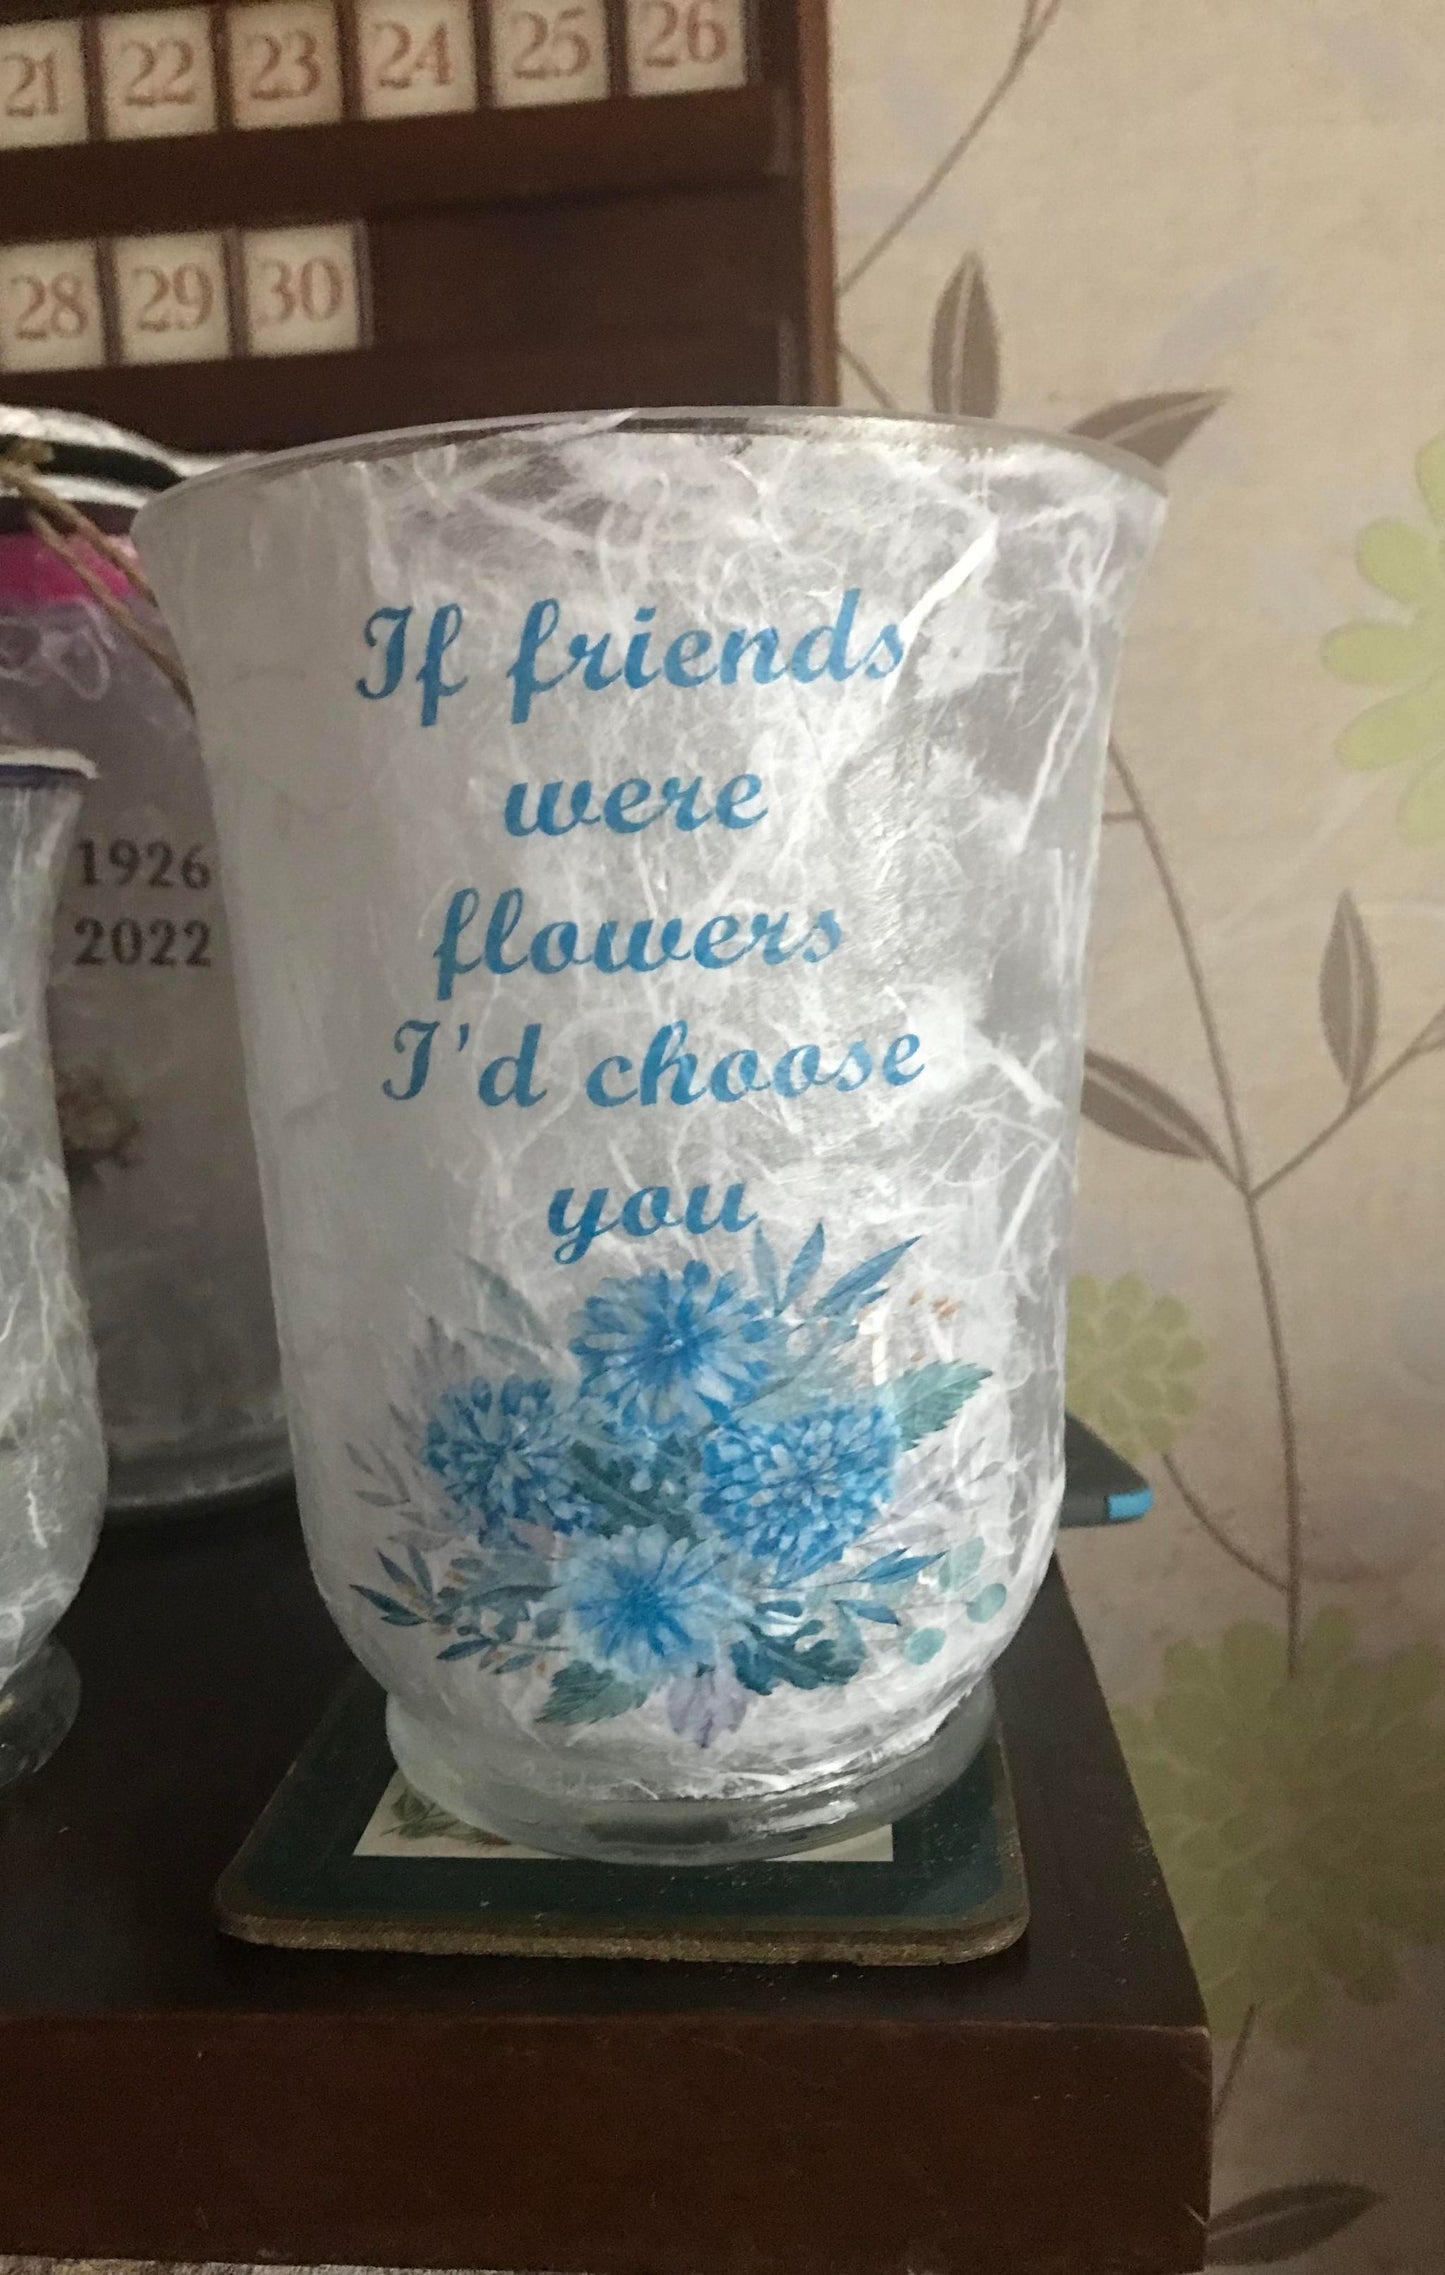 21 22 23 24 25 26
28 29 30
If friends
were
flowers
I'd choose
you
1926
2022